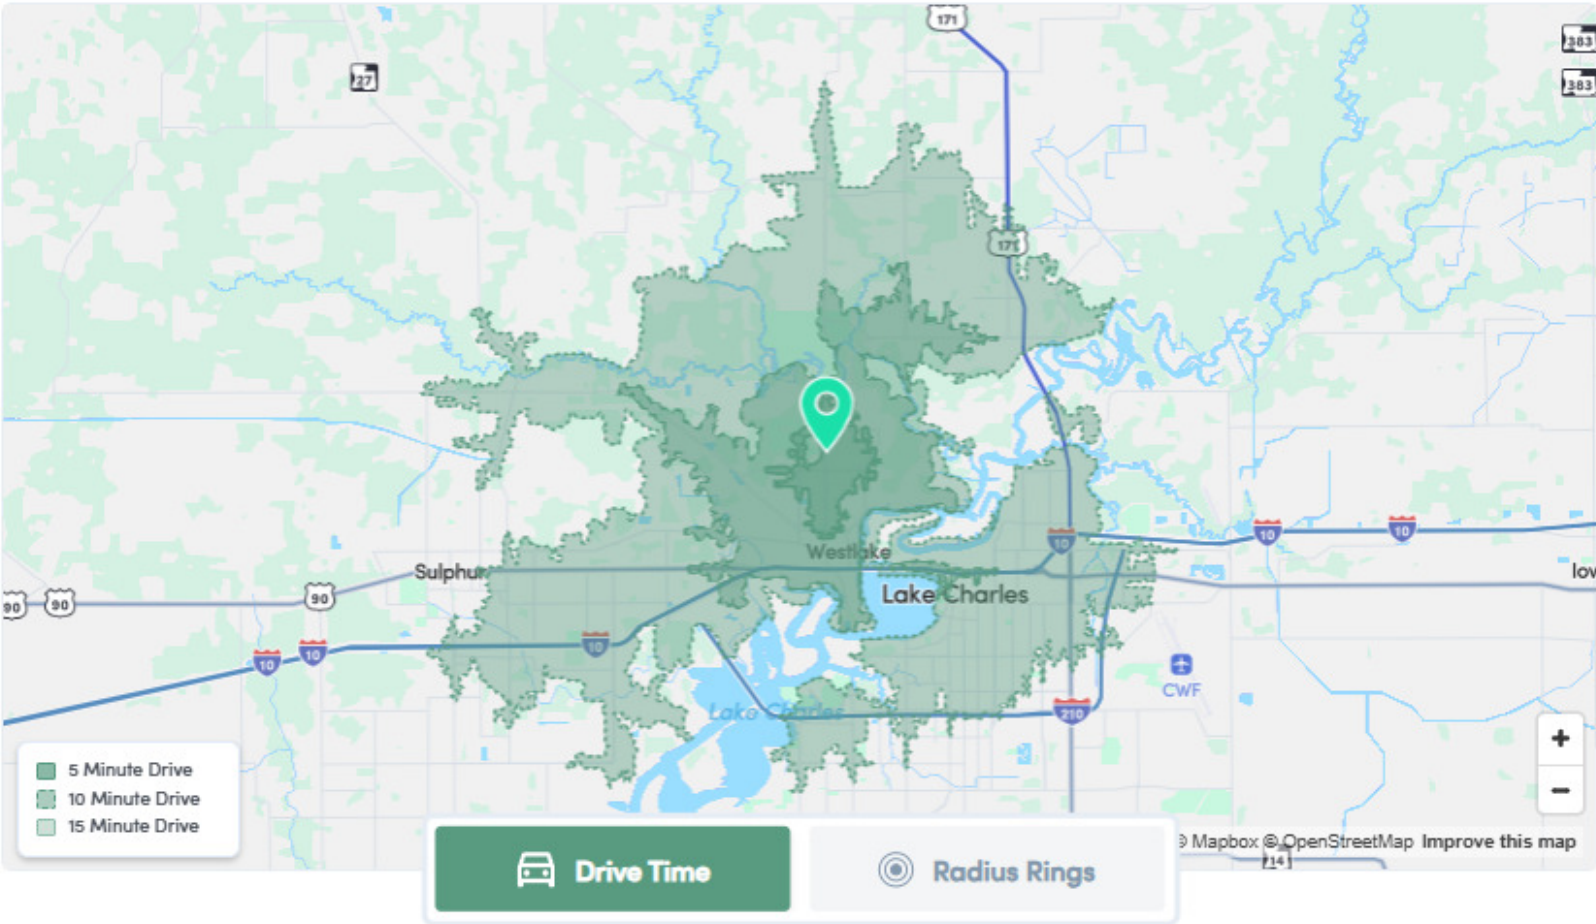 171
383
27
383
171
10
10
10
Westlake
Sulphur
Lake Charles
90
90
90
10
10
10
CWF
Lake Charles
210
5 Minute Drive
10 Minute Drive
15 Minute Drive
+
−
© Mapbox © OpenStreetMap Improve this map
14
Drive Time
Radius Rings